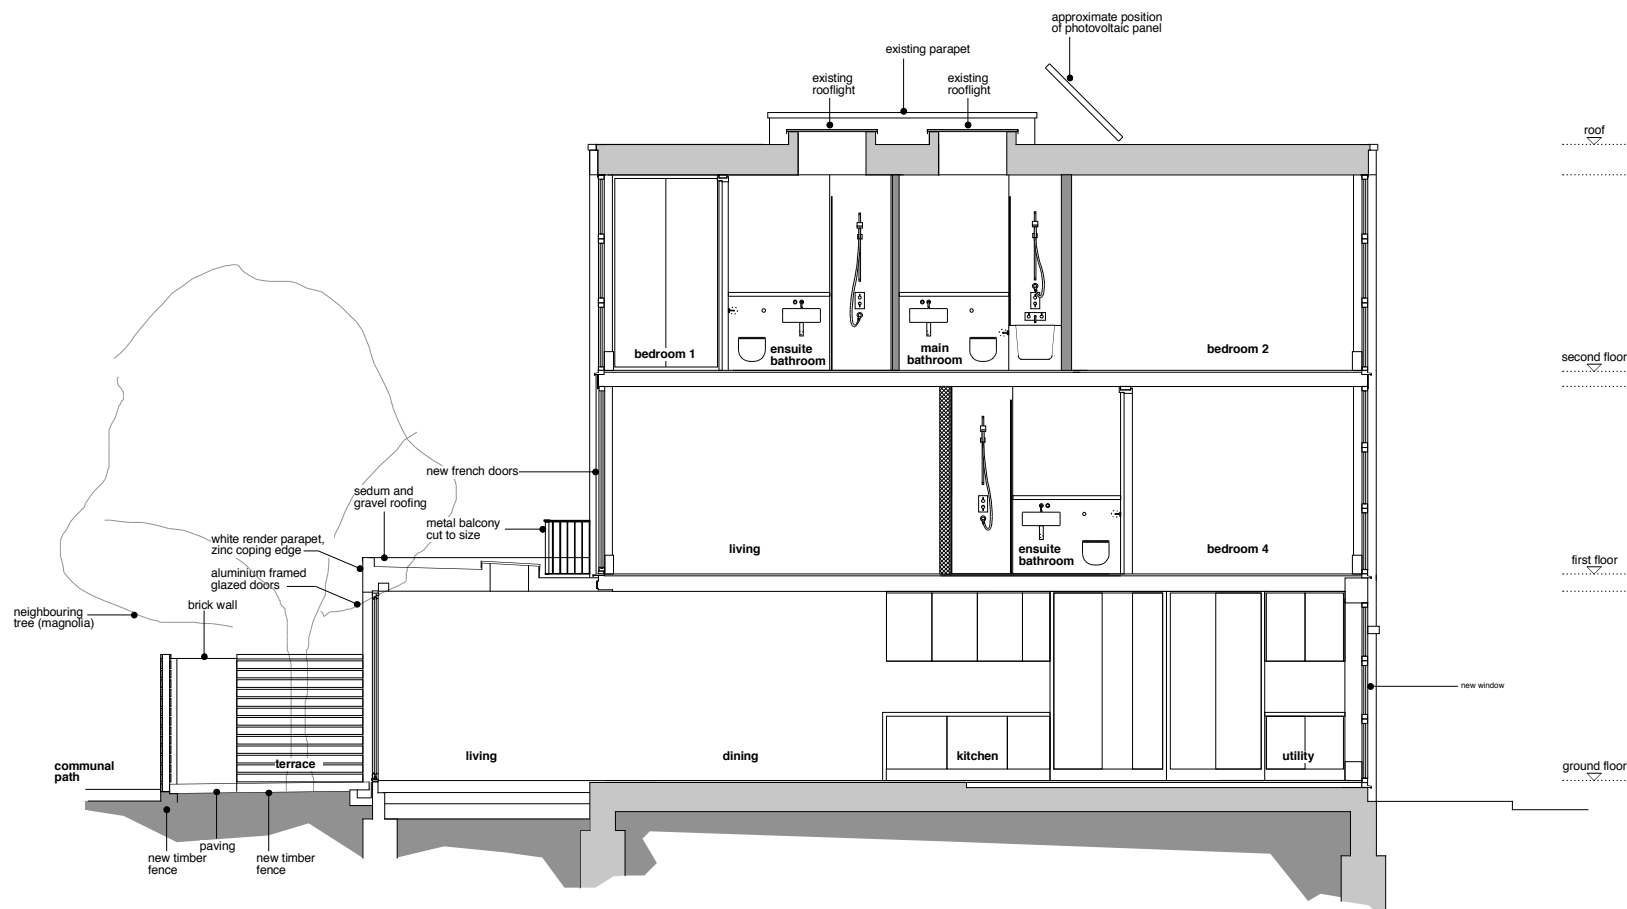 approximate position
of photovoltaic panel
existing parapet
existing
rooflight
existing
rooflight
roof
bedroom 1
ensuite
bathroom
main
bathroom
bedroom 2
second floor
new french doors
sedum and
gravel roofing
metal balcony
cut to size
white render parapet,
zinc coping edge
aluminium framed
glazed doors
living
ensuite
bathroom
bedroom 4
first floor
neighbouring
tree (magnolia)
brick wall
new window
communal
path
terrace
living
dining
kitchen
utility
ground floor
paving
new timber
fence
new timber
fence